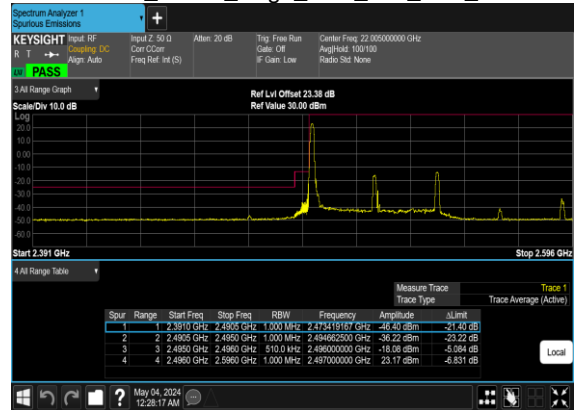 Spectrum Analyzer 1
Spurious Emissions
KEYSIGHT
Input: RF
Coupling: DC
Align: Auto
Input Z: 50 Ω
Corr CCorr
Freq Ref: Int (S)
Atten: 20 dB
Trig: Free Run
Gate: Off
IF Gain: Low
Center Freq: 22.005000000 GHz
Avg|Hold: 100/100
Radio Std: None
R T
PASS
3 All Range Graph
Ref Lvl Offset 23.38 dB
Scale/Div 10.0 dB
Ref Value 30.00 dBm
Log
20.0
10.0
0.00
-10.0
-20.0
-30.0
-40.0
-50.0
-60.0
Start 2.391 GHz
Stop 2.596 GHz
4 All Range Table
Measure Trace Trace 1
Trace Type Trace Average (Active)
Spur Range Start Freq Stop Freq RBW Frequency Amplitude ΔLimit
1 1 2.3910 GHz 2.4905 GHz 1.000 MHz 2.473419167 GHz -46.40 dBm -21.40 dB
2 2 2.4905 GHz 2.4950 GHz 1.000 MHz 2.494662500 GHz -36.22 dBm -23.22 dB
3 3 2.4950 GHz 2.4960 GHz 510.0 kHz 2.496000000 GHz -18.08 dBm -5.084 dB
4 4 2.4960 GHz 2.5960 GHz 1.000 MHz 2.497000000 GHz 23.17 dBm -6.831 dB
Local
May 04, 2024
12:28:17 AM